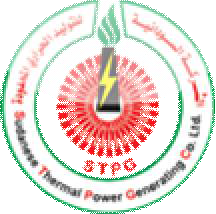 الشركة السودانية للتوليد الحراري المحدودة
STPG
Sudanese Thermal Power Generating Co. Ltd.